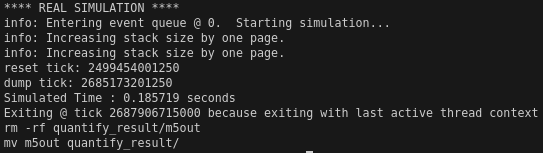 **** REAL SIMULATION ****
info: Entering event queue @ 0.  Starting simulation...
info: Increasing stack size by one page.
info: Increasing stack size by one page.
reset tick: 2499454001250
dump tick: 2685173201250
Simulated Time : 0.185719 seconds
Exiting @ tick 2687906715000 because exiting with last active thread context
rm -rf quantify_result/m5out
mv m5out quantify_result/